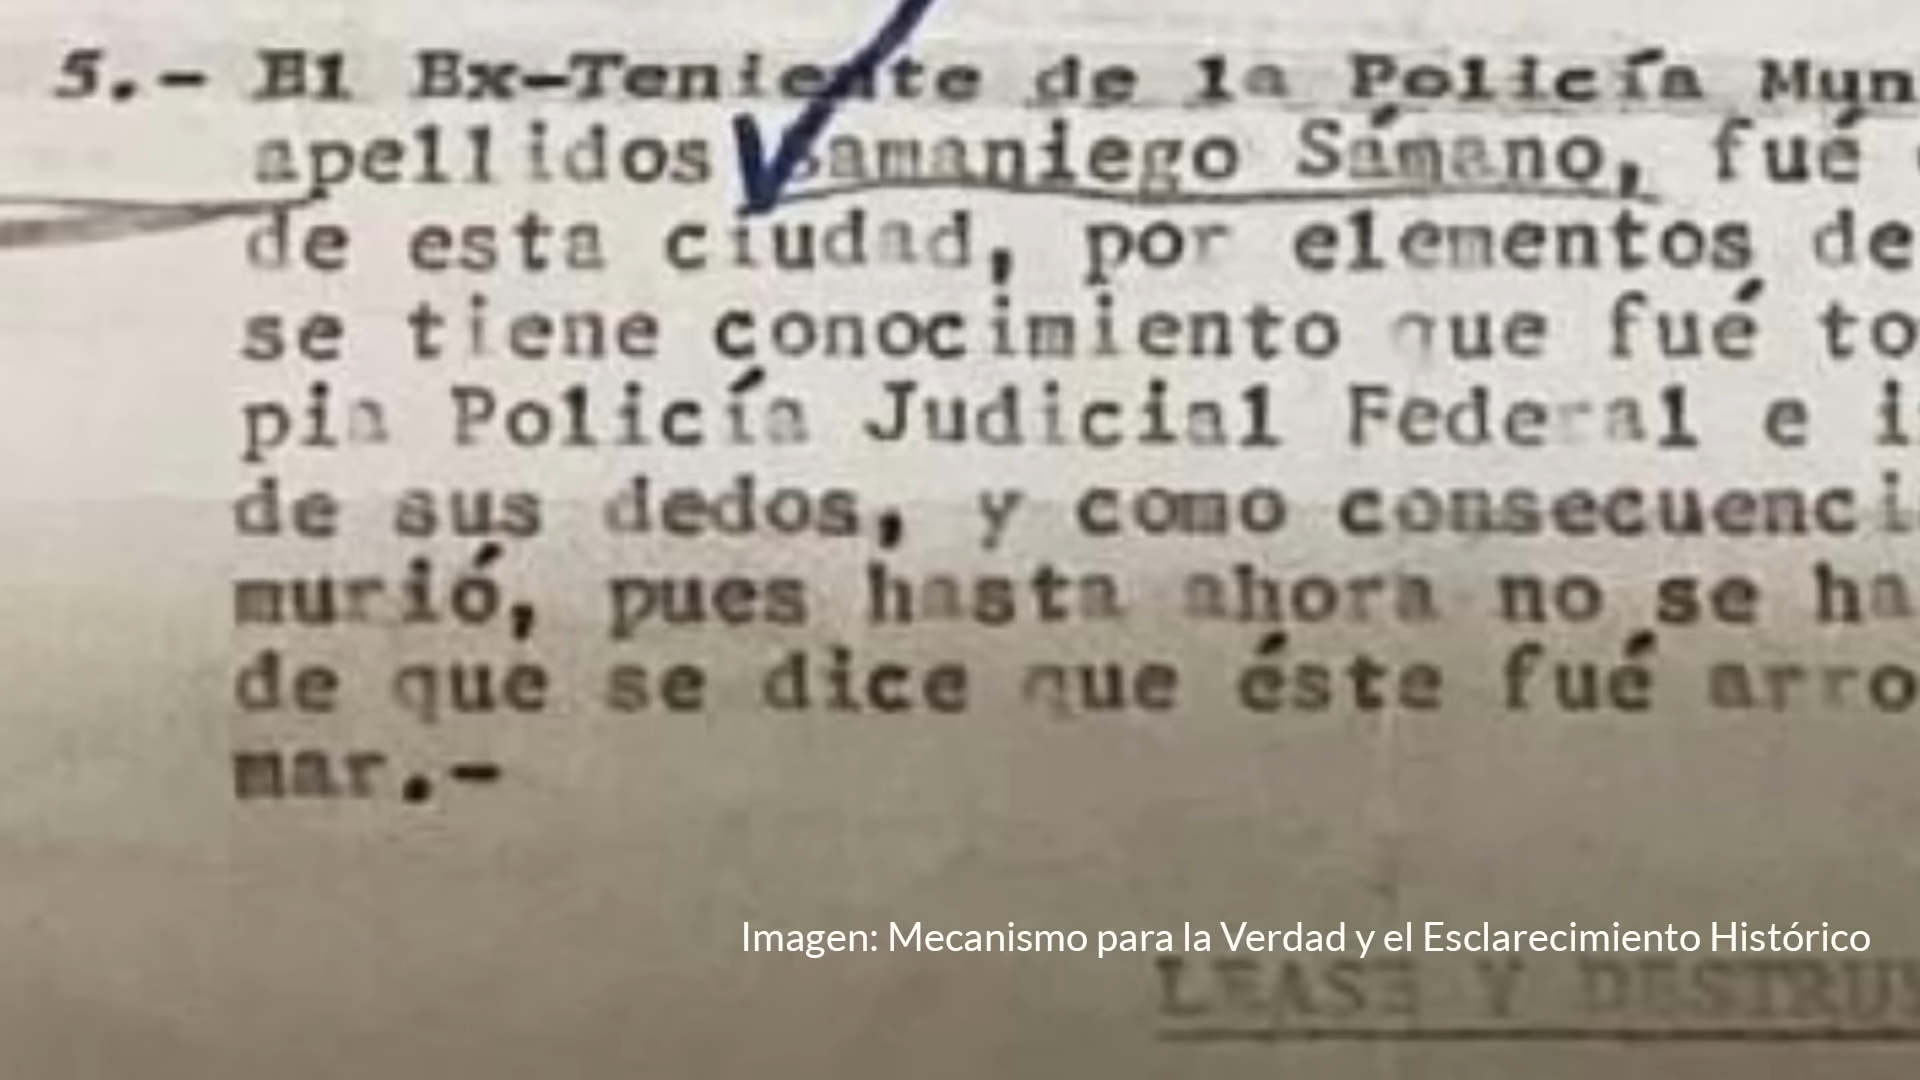 5.- El Ex-Teniente de la Policía Mun
apellidos Samaniego Sámano, fué
de esta ciudad, por elementos de
se tiene conocimiento que fué to
pia Policía Judicial Federal e i
de sus dedos, y como consecuenci
murió, pues hasta ahora no se ha
de que se dice que éste fué arro
mar.-
Imagen: Mecanismo para la Verdad y el Esclarecimiento Histórico
LEASE Y DESTRUY